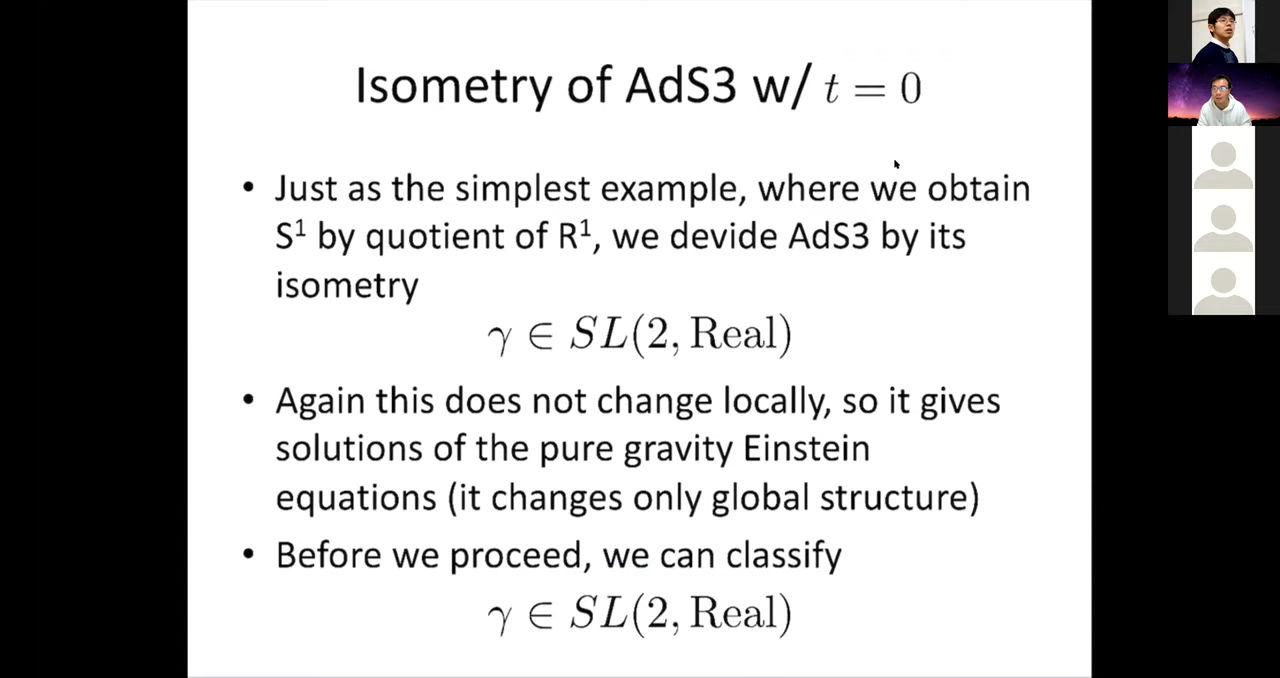 Isometry of AdS3 w/ t = 0
• Just as the simplest example, where we obtain
S¹ by quotient of R¹, we devide AdS3 by its
isometry
γ ∈ SL(2, Real)
• Again this does not change locally, so it gives
solutions of the pure gravity Einstein
equations (it changes only global structure)
• Before we proceed, we can classify
γ ∈ SL(2, Real)